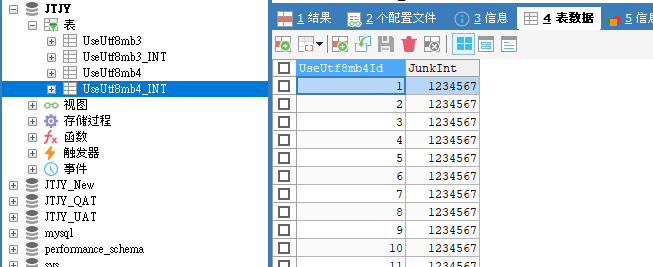 JTJY
表
UseUtf8mb3
UseUtf8mb3_INT
UseUtf8mb4
UseUtf8mb4_INT
视图
存储过程
函数
触发器
事件
JTJY_New
JTJY_QAT
JTJY_UAT
mysql
performance_schema
sys
1 结果 2 个配置文件 3 信息 4 表数据 5 信息
UseUtf8mb4Id JunkInt
1 1234567
2 1234567
3 1234567
4 1234567
5 1234567
6 1234567
7 1234567
8 1234567
9 1234567
10 1234567
11 1234567